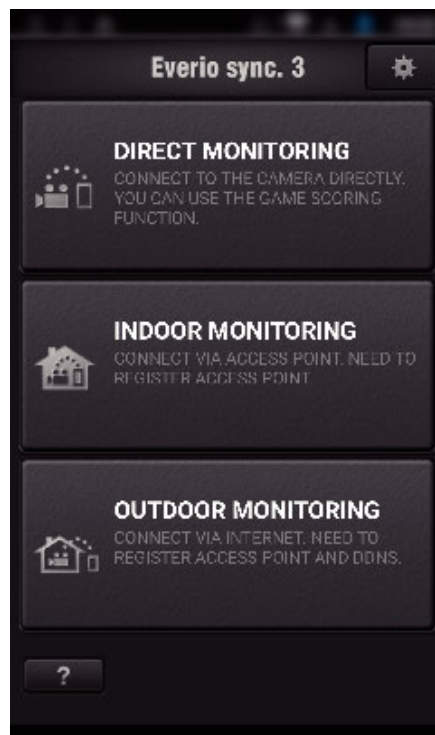 Everio sync. 3
DIRECT MONITORING
CONNECT TO THE CAMERA DIRECTLY.
YOU CAN USE THE GAME SCORING
FUNCTION.
INDOOR MONITORING
CONNECT VIA ACCESS POINT. NEED TO
REGISTER ACCESS POINT.
OUTDOOR MONITORING
CONNECT VIA INTERNET. NEED TO
REGISTER ACCESS POINT AND DDNS.
?